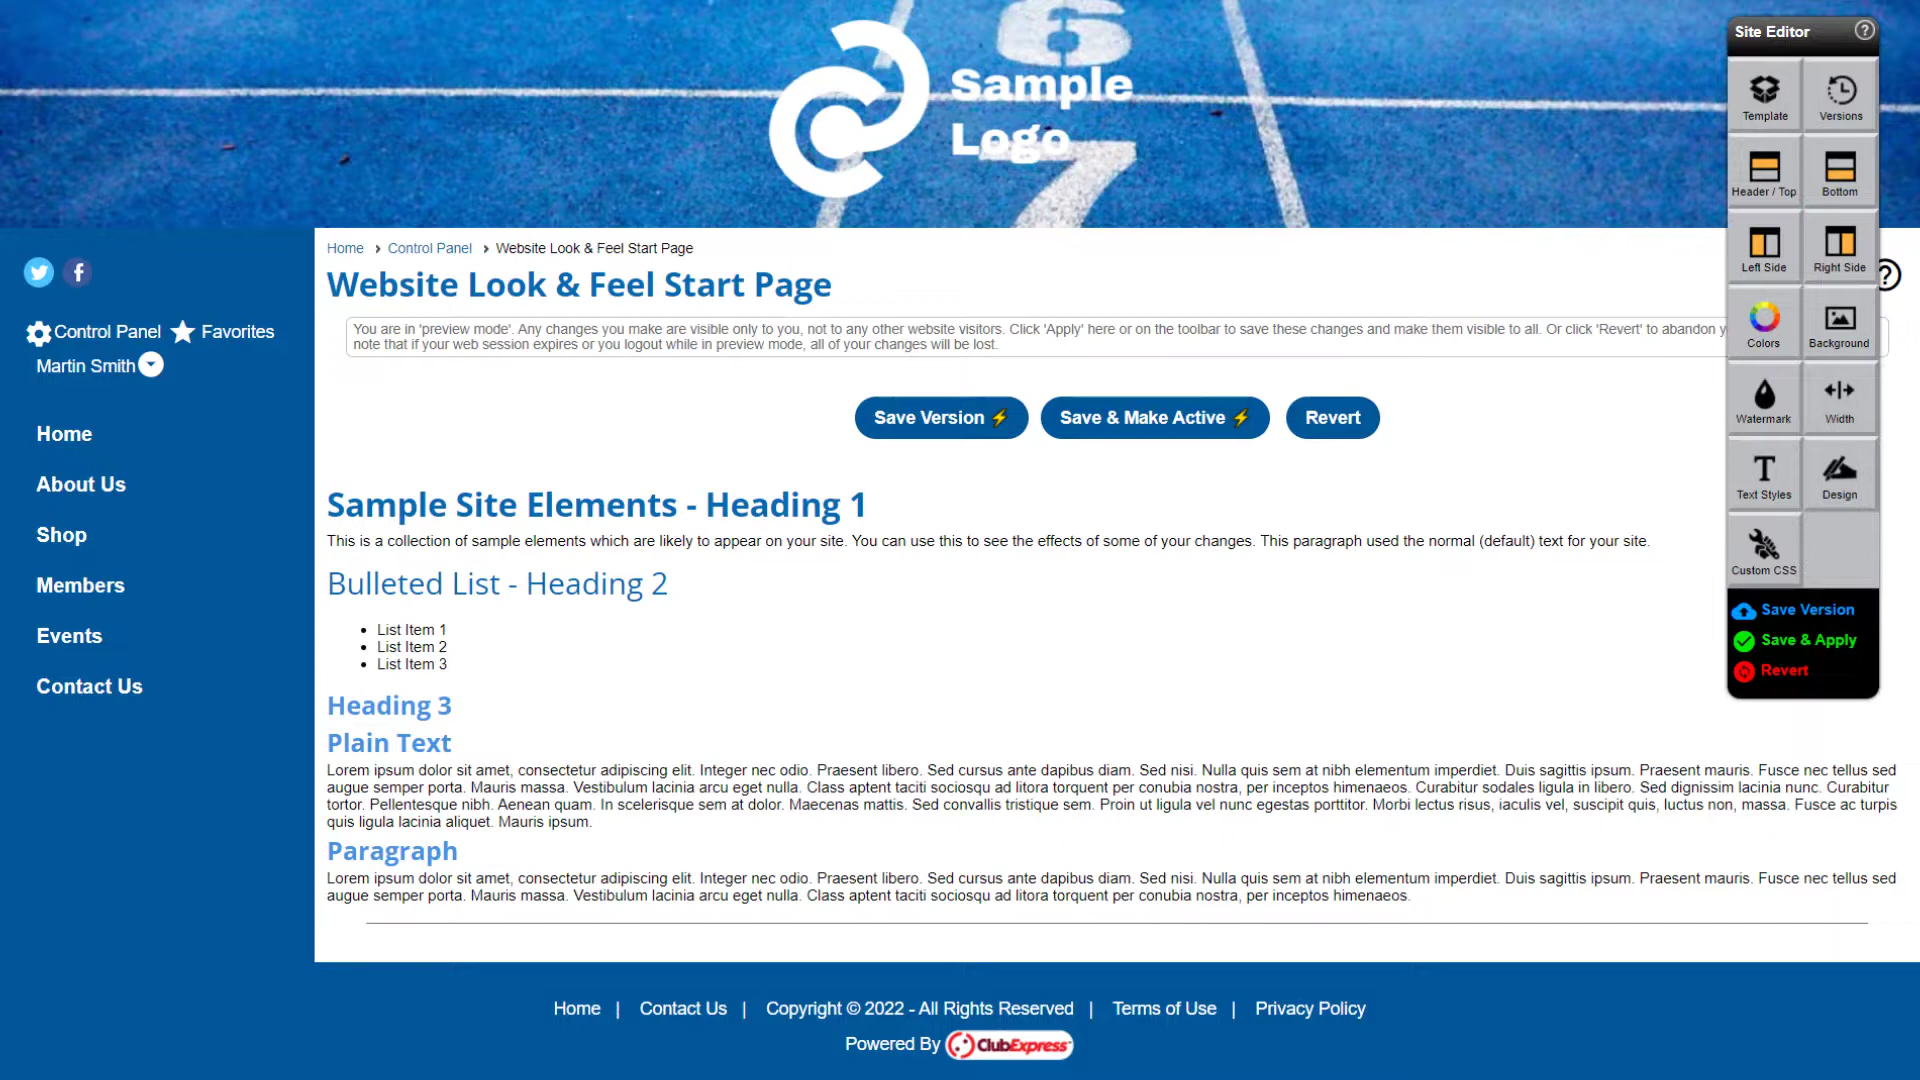 6
Sample
Logo
7
Site Editor
?
Template
Versions
Header / Top
Bottom
Left Side
Right Side
Colors
Background
Watermark
Width
Text Styles
Design
Custom CSS
Save Version
Save & Apply
Revert
Control Panel
Favorites
Martin Smith
Home
About Us
Shop
Members
Events
Contact Us
Home > Control Panel > Website Look & Feel Start Page
Website Look & Feel Start Page
?
You are in 'preview mode'. Any changes you make are visible only to you, not to any other website visitors. Click 'Apply' here or on the toolbar to save these changes and make them visible to all. Or click 'Revert' to abandon
note that if your web session expires or you logout while in preview mode, all of your changes will be lost.
Save Version
Save & Make Active
Revert
Sample Site Elements - Heading 1
This is a collection of sample elements which are likely to appear on your site. You can use this to see the effects of some of your changes. This paragraph used the normal (default) text for your site.
Bulleted List - Heading 2
• List Item 1
• List Item 2
• List Item 3
Heading 3
Plain Text
Lorem ipsum dolor sit amet, consectetur adipiscing elit. Integer nec odio. Praesent libero. Sed cursus ante dapibus diam. Sed nisi. Nulla quis sem at nibh elementum imperdiet. Duis sagittis ipsum. Praesent mauris. Fusce nec tellus sed
augue semper porta. Mauris massa. Vestibulum lacinia arcu eget nulla. Class aptent taciti sociosqu ad litora torquent per conubia nostra, per inceptos himenaeos. Curabitur sodales ligula in libero. Sed dignissim lacinia nunc. Curabitur
tortor. Pellentesque nibh. Aenean quam. In scelerisque sem at dolor. Maecenas mattis. Sed convallis tristique sem. Proin ut ligula vel nunc egestas porttitor. Morbi lectus risus, iaculis vel, suscipit quis, luctus non, massa. Fusce ac turpis
quis ligula lacinia aliquet. Mauris ipsum.
Paragraph
Lorem ipsum dolor sit amet, consectetur adipiscing elit. Integer nec odio. Praesent libero. Sed cursus ante dapibus diam. Sed nisi. Nulla quis sem at nibh elementum imperdiet. Duis sagittis ipsum. Praesent mauris. Fusce nec tellus sed
augue semper porta. Mauris massa. Vestibulum lacinia arcu eget nulla. Class aptent taciti sociosqu ad litora torquent per conubia nostra, per inceptos himenaeos.
Home | Contact Us | Copyright © 2022 - All Rights Reserved | Terms of Use | Privacy Policy
Powered By ClubExpress